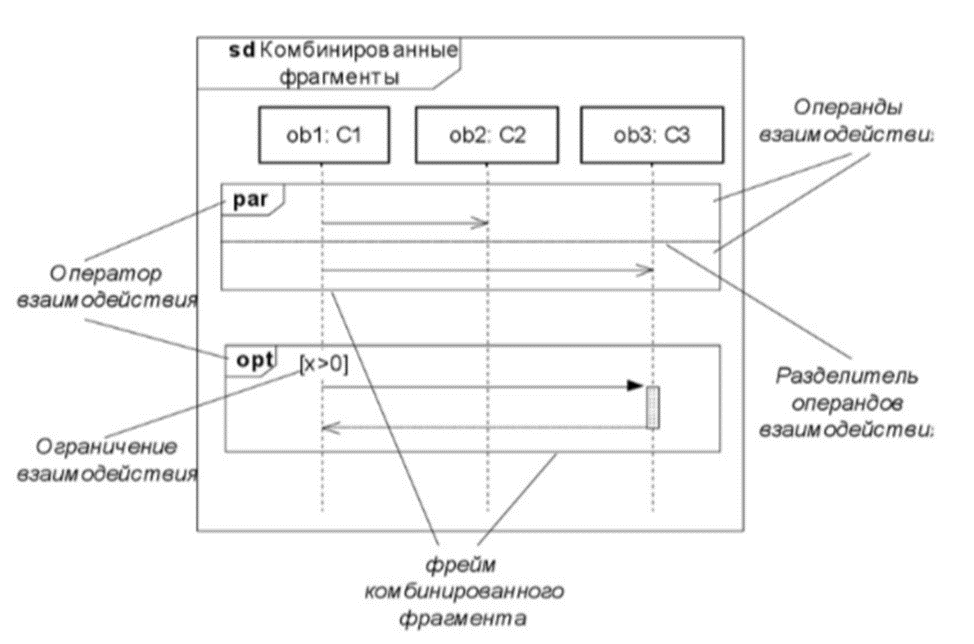 sd Комбинированные
фрагменты
Операнды
взаимодействи
ob1: C1
ob2: C2
ob3: C3
par
Оператор
взаимодействия
opt
[x>0]
Разделитель
операндов
взаимодействи
Ограничение
взаимодействия
фрейм
комбинированного
фрагмента